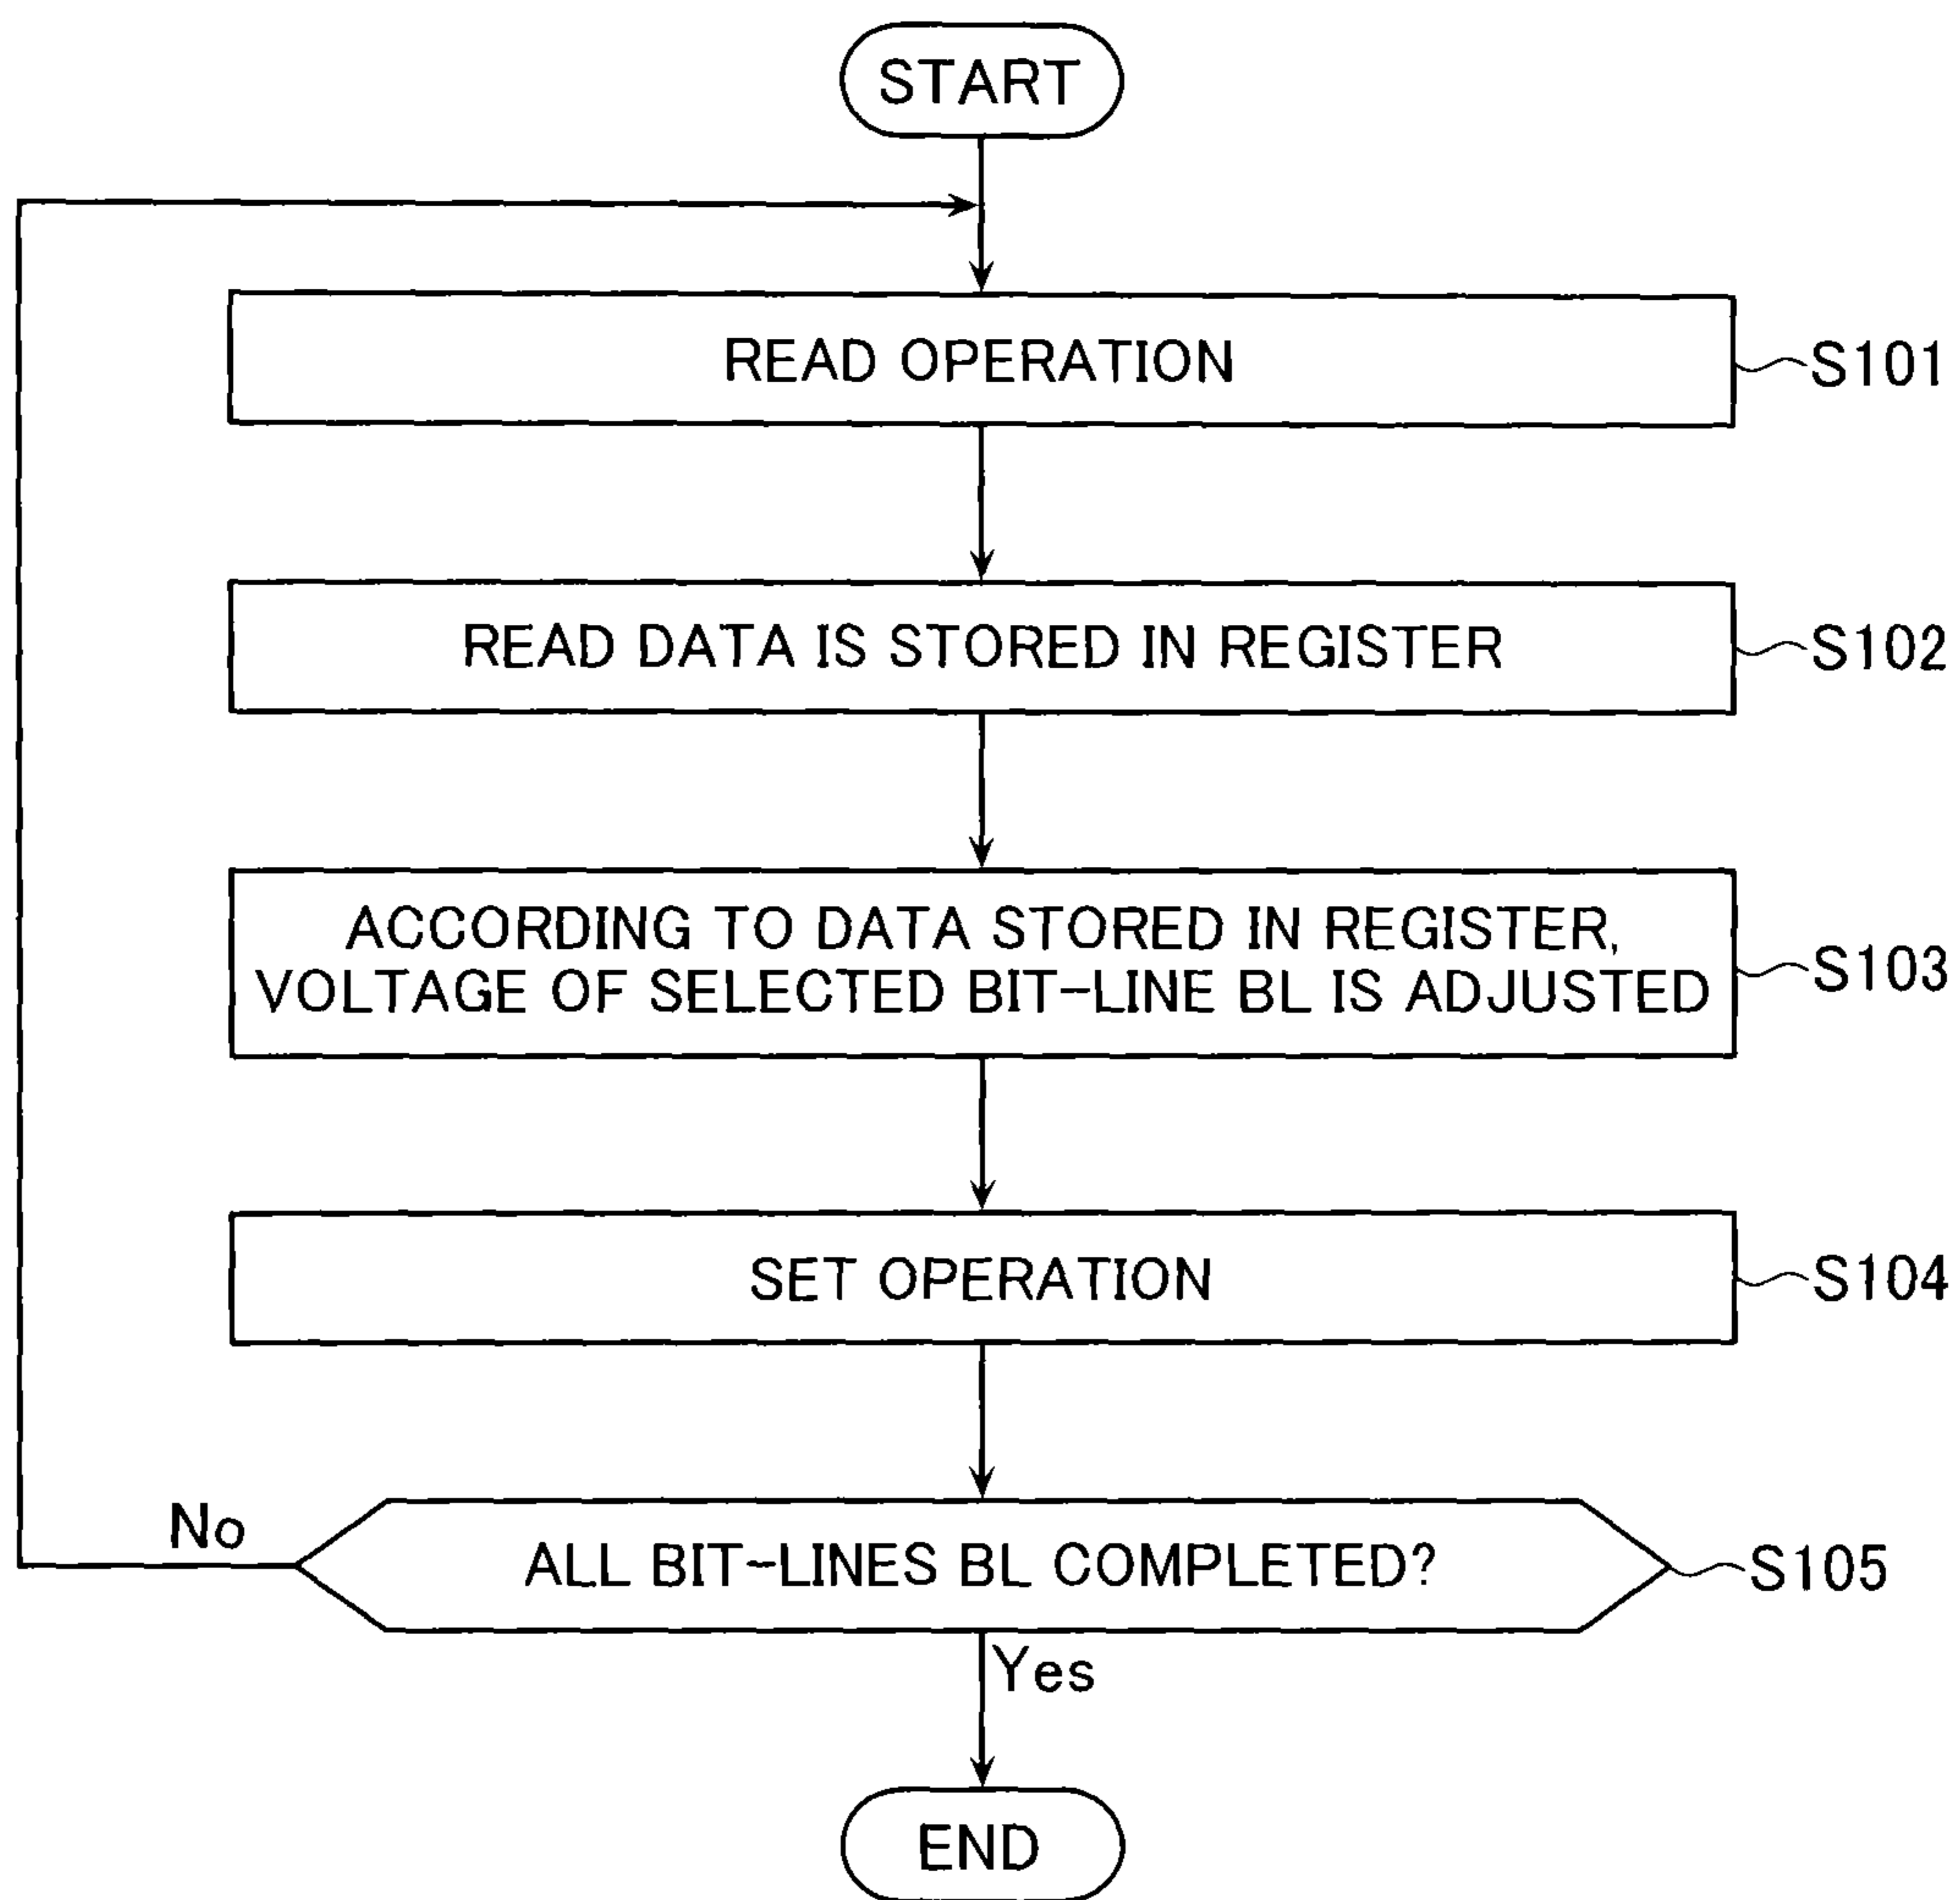 START
READ OPERATION
S101
READ DATA IS STORED IN REGISTER
S102
ACCORDING TO DATA STORED IN REGISTER,
VOLTAGE OF SELECTED BIT-LINE BL IS ADJUSTED
S103
SET OPERATION
S104
No
ALL BIT-LINES BL COMPLETED?
S105
Yes
END